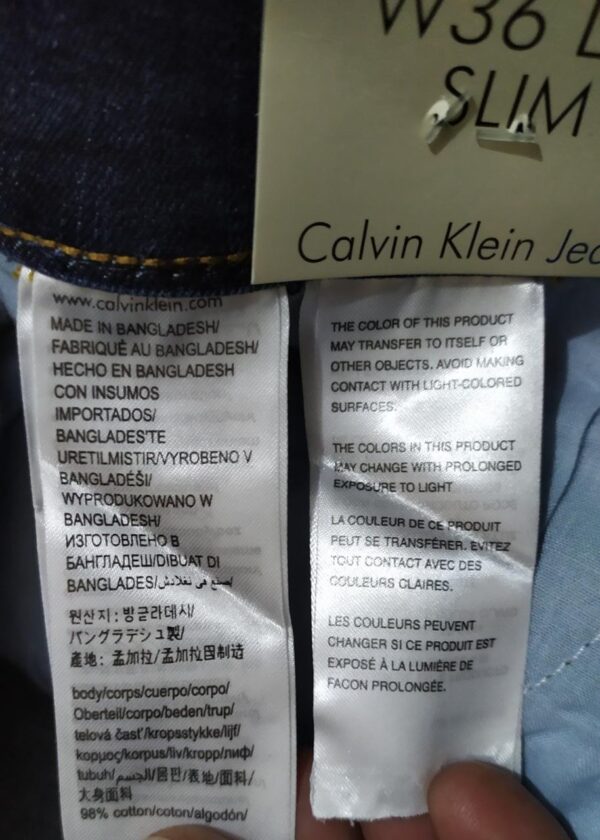 W36 L
SLIM
Calvin Klein Jea
www.calvinklein.com
MADE IN BANGLADESH/
FABRIQUÉ AU BANGLADESH/
HECHO EN BANGLADESH
CON INSUMOS
IMPORTADOS/
BANGLADEŞ'TE
URETILMISTIR/VYROBENO V
BANGLADÉŠI/
WYPRODUKOWANO W
BANGLADESH/
ИЗГОТОВЛЕНО В
БАНГЛАДЕШ/DIBUAT DI
BANGLADES/صنع في بنغلادش/
원산지 : 방글라데시/
バングラデシュ製/
產地：孟加拉/孟加拉国制造
body/corps/cuerpo/corpo/
Oberteil/corpo/beden/trup/
telová časť/kropsstykke/lijf/
κορμος/korpus/liv/kropp/лиф/
tubuh/الجسم/몸판/表地/面料/
大身面料
98% cotton/coton/algodón/
THE COLOR OF THIS PRODUCT
MAY TRANSFER TO ITSELF OR
OTHER OBJECTS. AVOID MAKING
CONTACT WITH LIGHT-COLORED
SURFACES.
THE COLORS IN THIS PRODUCT
MAY CHANGE WITH PROLONGED
EXPOSURE TO LIGHT
LA COULEUR DE CE PRODUIT
PEUT SE TRANSFÉRER. EVITEZ
TOUT CONTACT AVEC DES
COULEURS CLAIRES.
LES COULEURS PEUVENT
CHANGER SI CE PRODUIT EST
EXPOSÉ À LA LUMIÈRE DE
FACON PROLONGÉE.